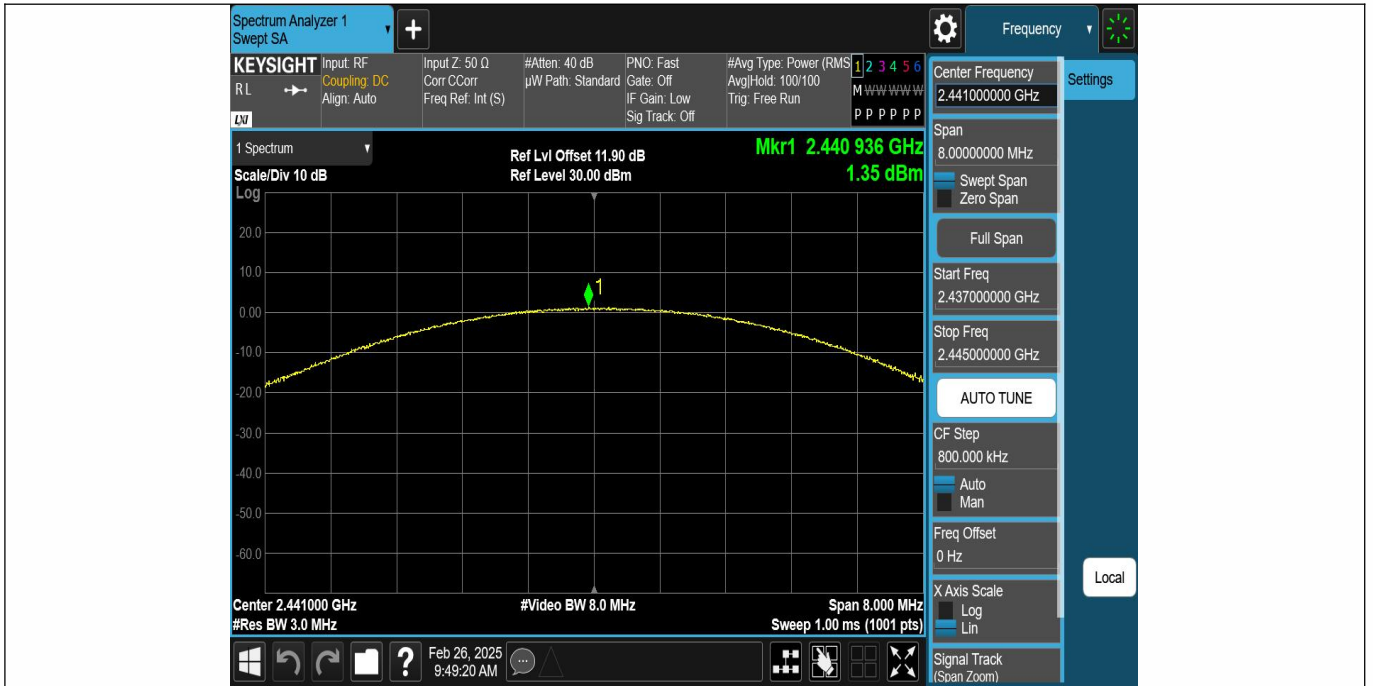 Spectrum Analyzer 1
Swept SA
+
Frequency
KEYSIGHT
RL
LXI
Input: RF
Coupling: DC
Align: Auto
Input Z: 50 Ω
Corr CCorr
Freq Ref: Int (S)
#Atten: 40 dB
µW Path: Standard
PNO: Fast
Gate: Off
IF Gain: Low
Sig Track: Off
#Avg Type: Power (RMS
Avg|Hold: 100/100
Trig: Free Run
1 2 3 4 5 6
M W W W W W
P P P P P P
1 Spectrum
Scale/Div 10 dB
Ref Lvl Offset 11.90 dB
Ref Level 30.00 dBm
Mkr1 2.440 936 GHz
1.35 dBm
Log
20.0
10.0
0.00
-10.0
-20.0
-30.0
-40.0
-50.0
-60.0
1
Center 2.441000 GHz
#Res BW 3.0 MHz
#Video BW 8.0 MHz
Span 8.000 MHz
Sweep 1.00 ms (1001 pts)
Center Frequency
2.441000000 GHz
Settings
Span
8.00000000 MHz
Swept Span
Zero Span
Full Span
Start Freq
2.437000000 GHz
Stop Freq
2.445000000 GHz
AUTO TUNE
CF Step
800.000 kHz
Auto
Man
Freq Offset
0 Hz
X Axis Scale
Log
Lin
Local
Signal Track
(Span Zoom)
?
Feb 26, 2025
9:49:20 AM